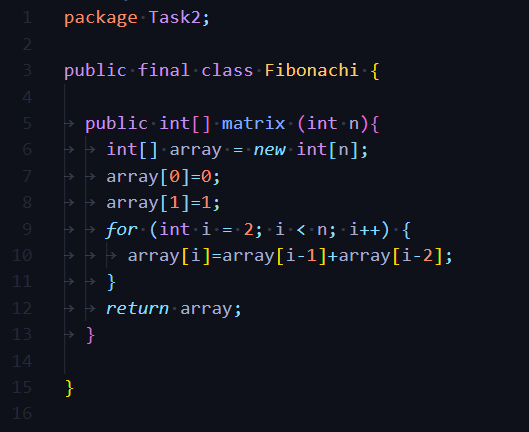 1 package Task2;
2
3 public final class Fibonachi {
4
5 public int[] matrix (int n){
6 int[] array = new int[n];
7 array[0]=0;
8 array[1]=1;
9 for (int i = 2; i < n; i++) {
10 array[i]=array[i-1]+array[i-2];
11 }
12 return array;
13 }
14
15 }
16